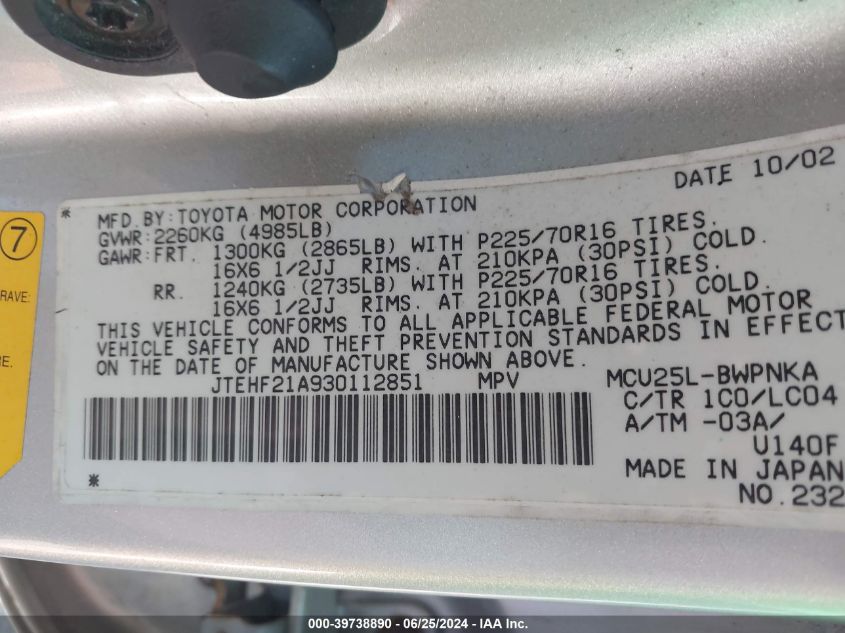 DATE 10/02
* MFD. BY: TOYOTA MOTOR CORPORATION
GVWR: 2260KG (4985LB)
GAWR: FRT. 1300KG (2865LB) WITH P225/70R16 TIRES.
16X6 1/2JJ RIMS. AT 210KPA (30PSI) COLD.
RR. 1240KG (2735LB) WITH P225/70R16 TIRES.
16X6 1/2JJ RIMS. AT 210KPA (30PSI) COLD.
THIS VEHICLE CONFORMS TO ALL APPLICABLE FEDERAL MOTOR
VEHICLE SAFETY AND THEFT PREVENTION STANDARDS IN EFFECT
ON THE DATE OF MANUFACTURE SHOWN ABOVE.
JTEHF21A930112851 MPV MCU25L-BWPNKA
C/TR 1C0/LC04
A/TM -03A/
U140F
*
MADE IN JAPAN
NO.232
7
RAVE:
RE.
000-39738890 - 06/25/2024 - IAA Inc.